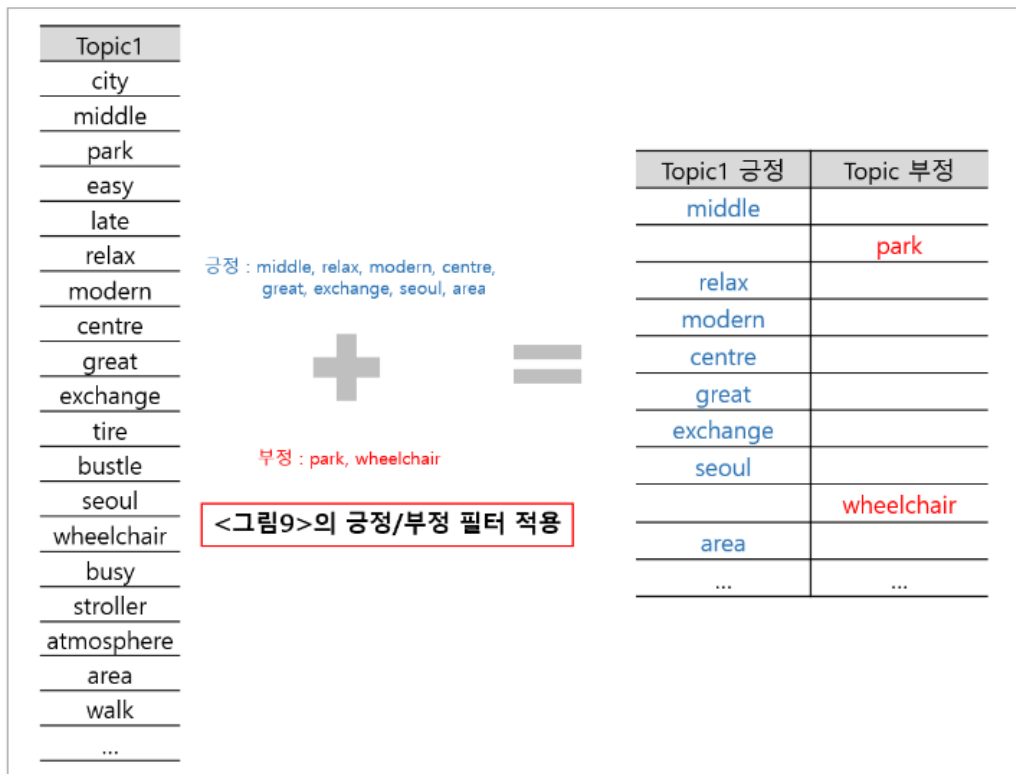 Topic1
city
middle
park
easy
late
relax
modern
centre
great
exchange
tire
bustle
seoul
wheelchair
busy
stroller
atmosphere
area
walk
...
긍정 : middle, relax, modern, centre,
great, exchange, seoul, area
부정 : park, wheelchair
<그림9>의 긍정/부정 필터 적용
Topic1 긍정 Topic 부정
middle
park
relax
modern
centre
great
exchange
seoul
wheelchair
area
... ...